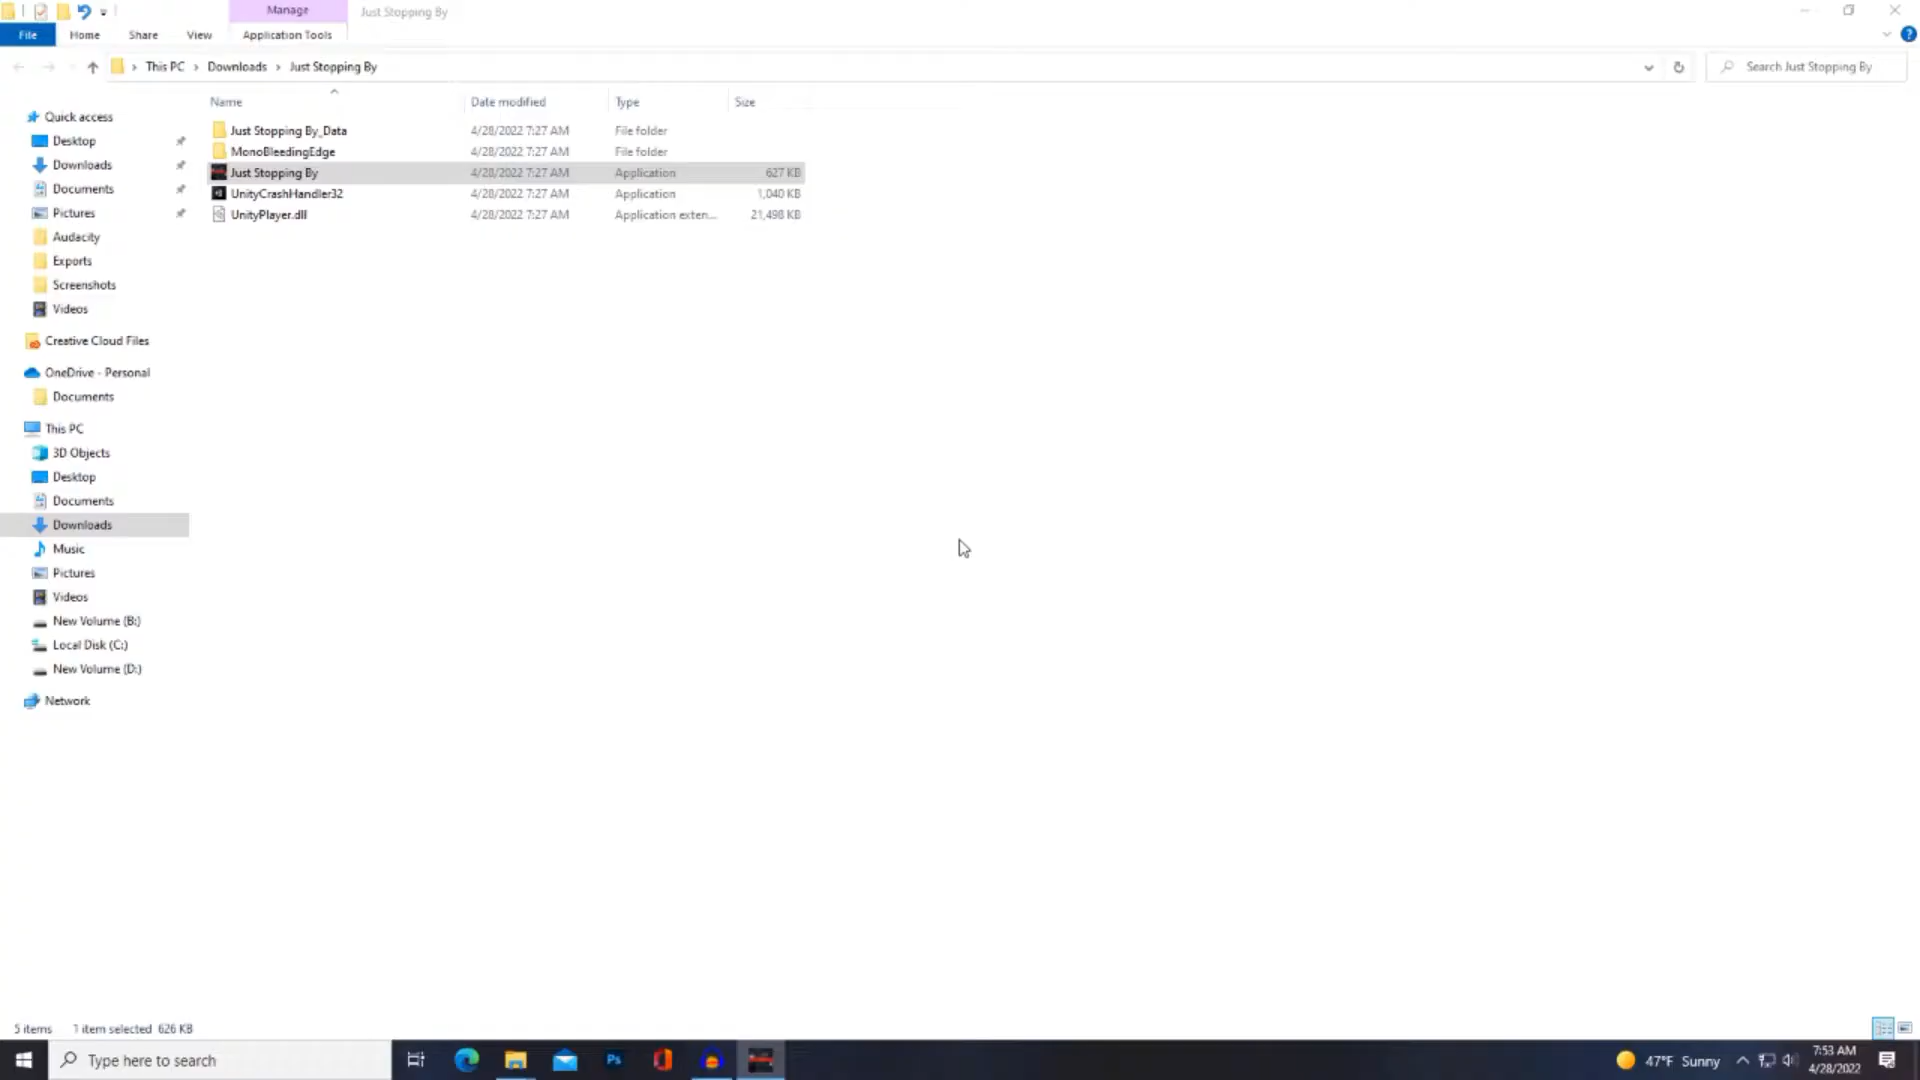 Manage
Just Stopping By
File
Home
Share
View
Application Tools
This PC
Downloads
Just Stopping By
Search Just Stopping By
Name
Date modified
Type
Size
Just Stopping By_Data
4/28/2022 7:27 AM
File folder
MonoBleedingEdge
4/28/2022 7:27 AM
File folder
Just Stopping By
4/28/2022 7:27 AM
Application
627 KB
UnityCrashHandler32
4/28/2022 7:27 AM
Application
1,040 KB
UnityPlayer.dll
4/28/2022 7:27 AM
Application exten...
21,498 KB
Quick access
Desktop
Downloads
Documents
Pictures
Audacity
Exports
Screenshots
Videos
Creative Cloud Files
OneDrive - Personal
Documents
This PC
3D Objects
Desktop
Documents
Downloads
Music
Pictures
Videos
New Volume (B:)
Local Disk (C:)
New Volume (D:)
Network
5 items
1 item selected 626 KB
Type here to search
Ps
47°F Sunny
7:53 AM
4/28/2022